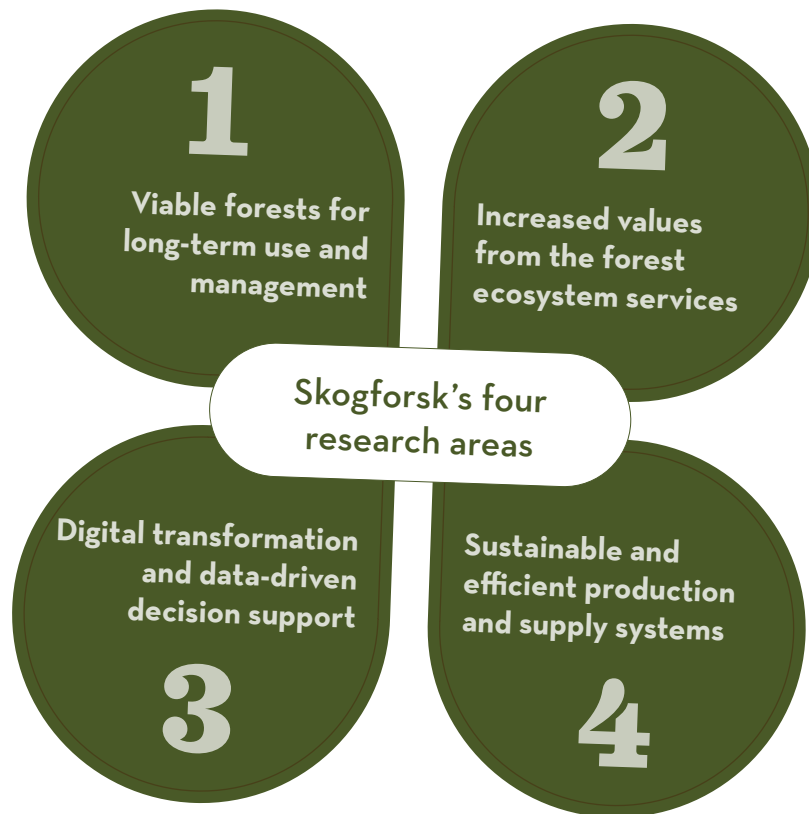 1
Viable forests for
long-term use and
management
2
Increased values
from the forest
ecosystem services
Skogforsk’s four
research areas
Digital transformation
and data-driven
decision support
3
Sustainable and
efficient production
and supply systems
4